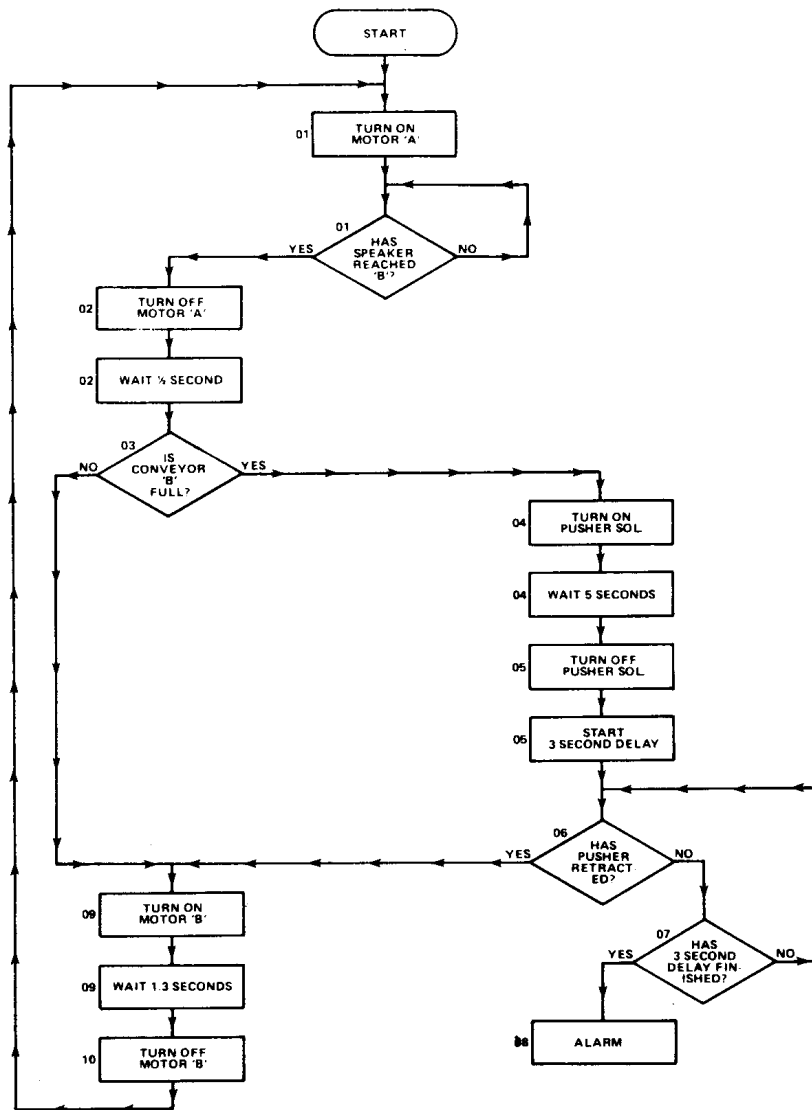 START
01
TURN ON
MOTOR 'A'
01
HAS
SPEAKER
REACHED
'B'?
YES
NO
02
TURN OFF
MOTOR 'A'
02
WAIT ½ SECOND
03
IS
CONVEYOR
'B'
FULL?
NO
YES
04
TURN ON
PUSHER SOL.
04
WAIT 5 SECONDS
05
TURN OFF
PUSHER SOL.
05
START
3 SECOND DELAY
06
HAS
PUSHER
RETRACT-
ED?
YES
NO
09
TURN ON
MOTOR 'B'
07
HAS
3 SECOND
DELAY FIN-
ISHED?
YES
NO
09
WAIT 1.3 SECONDS
10
TURN OFF
MOTOR 'B'
ALARM